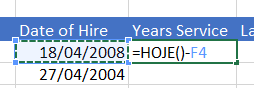 Date of Hire Years Service La
18/04/2008 =HOJE()-F4
27/04/2004